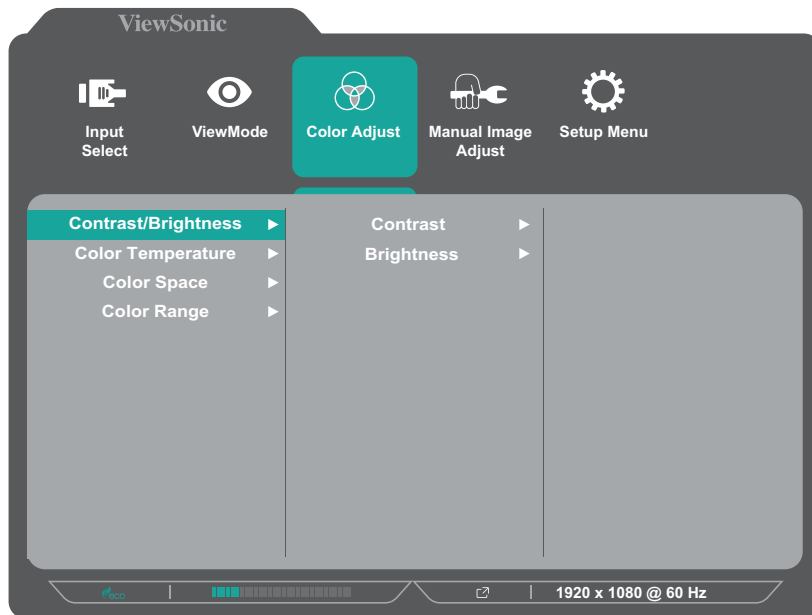 ViewSonic
Input
Select
ViewMode
Color Adjust
Manual Image
Adjust
Setup Menu
Contrast/Brightness
Color Temperature
Color Space
Color Range
Contrast
Brightness
eco
1920 x 1080 @ 60 Hz